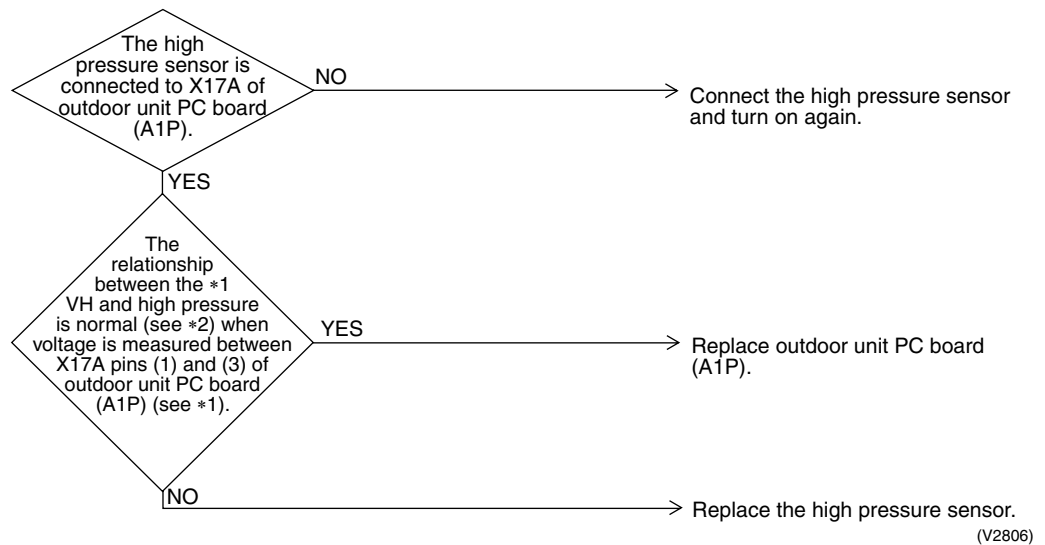 The high
pressure sensor is
connected to X17A of
outdoor unit PC board
(A1P).
NO
Connect the high pressure sensor
and turn on again.
YES
The
relationship
between the *1
VH and high pressure
is normal (see *2) when
voltage is measured between
X17A pins (1) and (3) of
outdoor unit PC board
(A1P) (see *1).
YES
Replace outdoor unit PC board
(A1P).
NO
Replace the high pressure sensor.
(V2806)